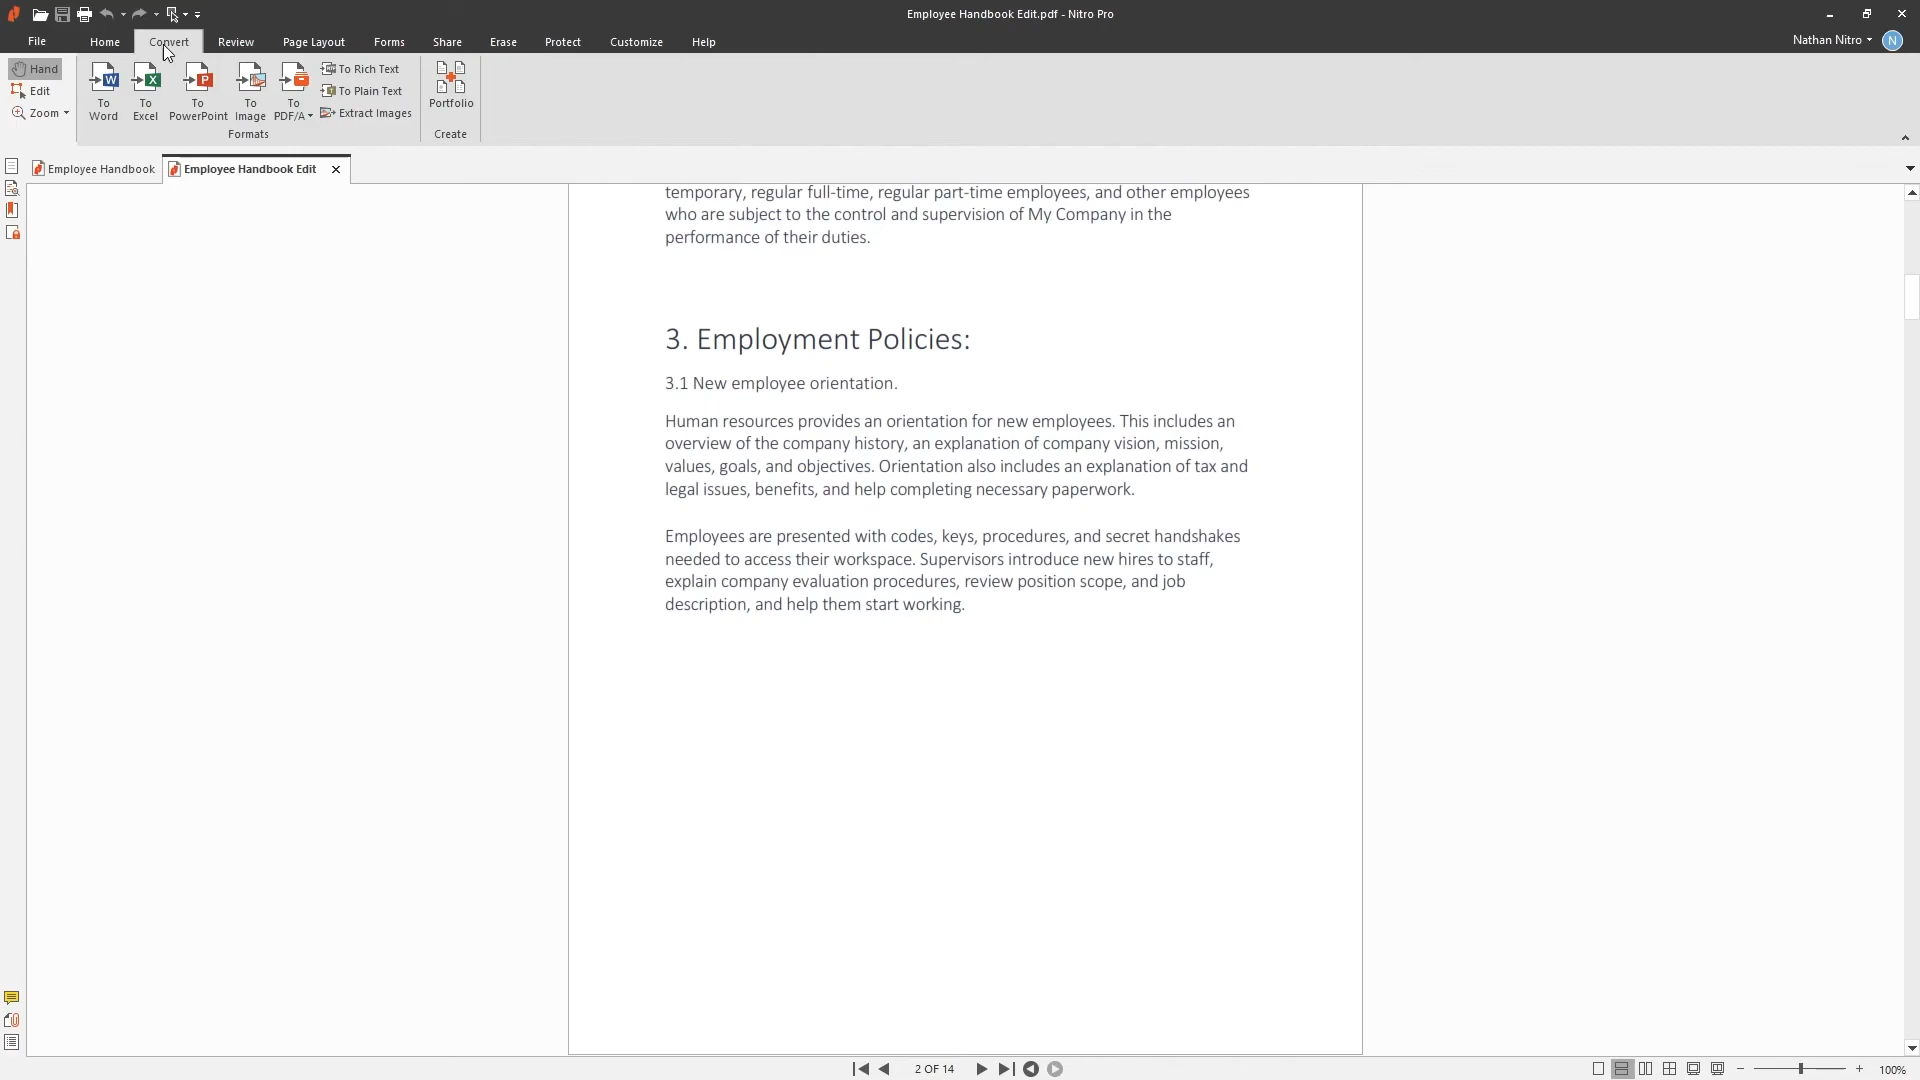 Employee Handbook Edit.pdf - Nitro Pro
File
Home
Convert
Review
Page Layout
Forms
Share
Erase
Protect
Customize
Help
Nathan Nitro
N
Hand
Edit
Zoom
To Word
To Excel
To PowerPoint
To Image
To PDF/A
To Rich Text
To Plain Text
Extract Images
Formats
Portfolio
Create
Employee Handbook
Employee Handbook Edit
temporary, regular full-time, regular part-time employees, and other employees
who are subject to the control and supervision of My Company in the
performance of their duties.
3. Employment Policies:
3.1 New employee orientation.
Human resources provides an orientation for new employees. This includes an
overview of the company history, an explanation of company vision, mission,
values, goals, and objectives. Orientation also includes an explanation of tax and
legal issues, benefits, and help completing necessary paperwork.
Employees are presented with codes, keys, procedures, and secret handshakes
needed to access their workspace. Supervisors introduce new hires to staff,
explain company evaluation procedures, review position scope, and job
description, and help them start working.
2 OF 14
100%